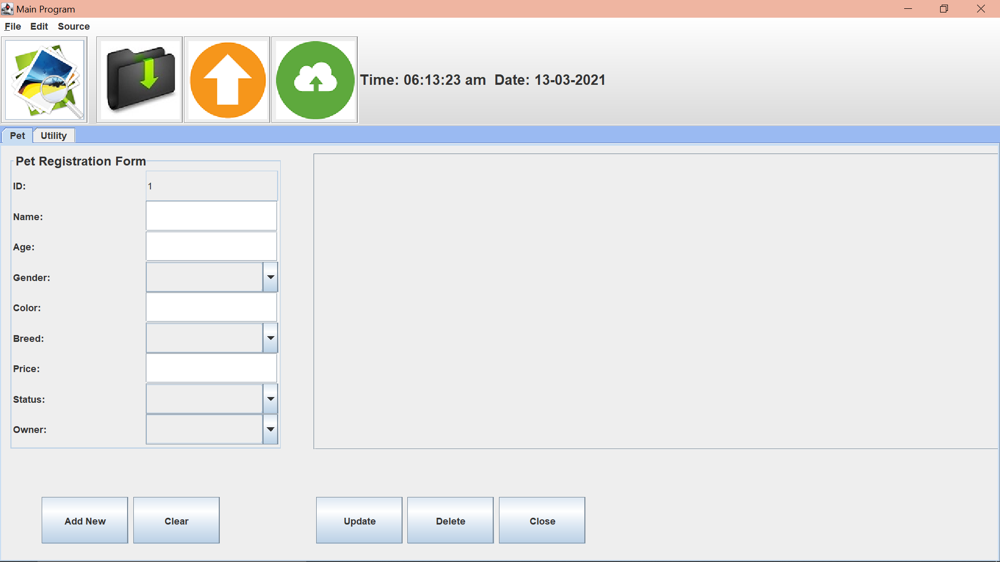 Main Program
File Edit Source
Time: 06:13:23 am Date: 13-03-2021
Pet Utility
Pet Registration Form
ID: 1
Name:
Age:
Gender:
Color:
Breed:
Price:
Status:
Owner:
Add New Clear Update Delete Close